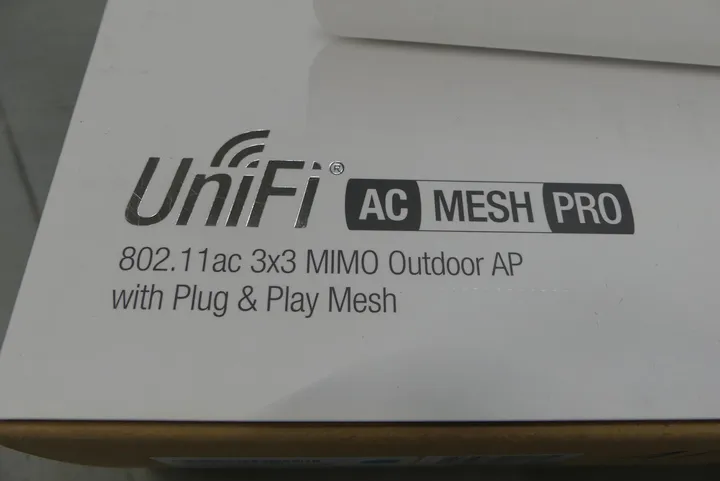 UniFi® AC MESH PRO
802.11ac 3x3 MIMO Outdoor AP
with Plug & Play Mesh